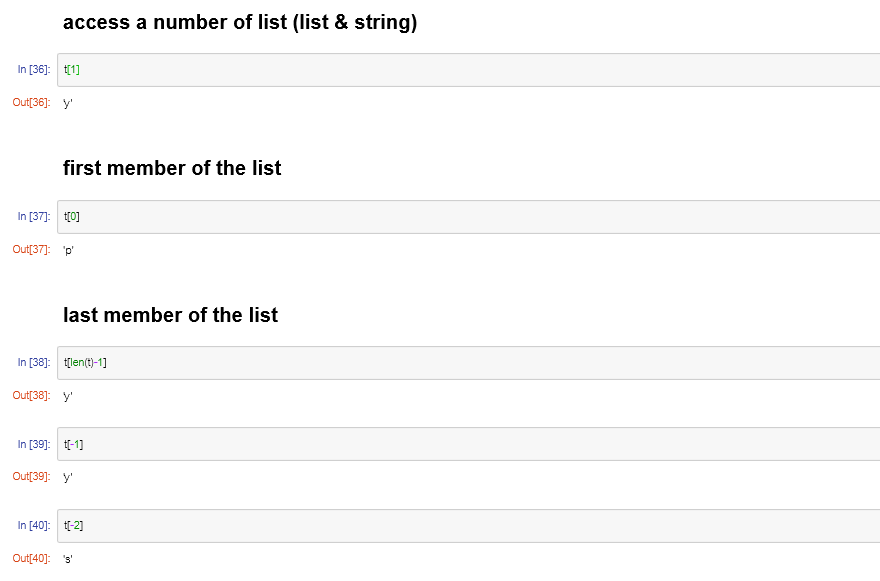 access a number of list (list & string)
In [36]: t[1]
Out[36]: 'y'
first member of the list
In [37]: t[0]
Out[37]: 'p'
last member of the list
In [38]: t[len(t)-1]
Out[38]: 'y'
In [39]: t[-1]
Out[39]: 'y'
In [40]: t[-2]
Out[40]: 's'